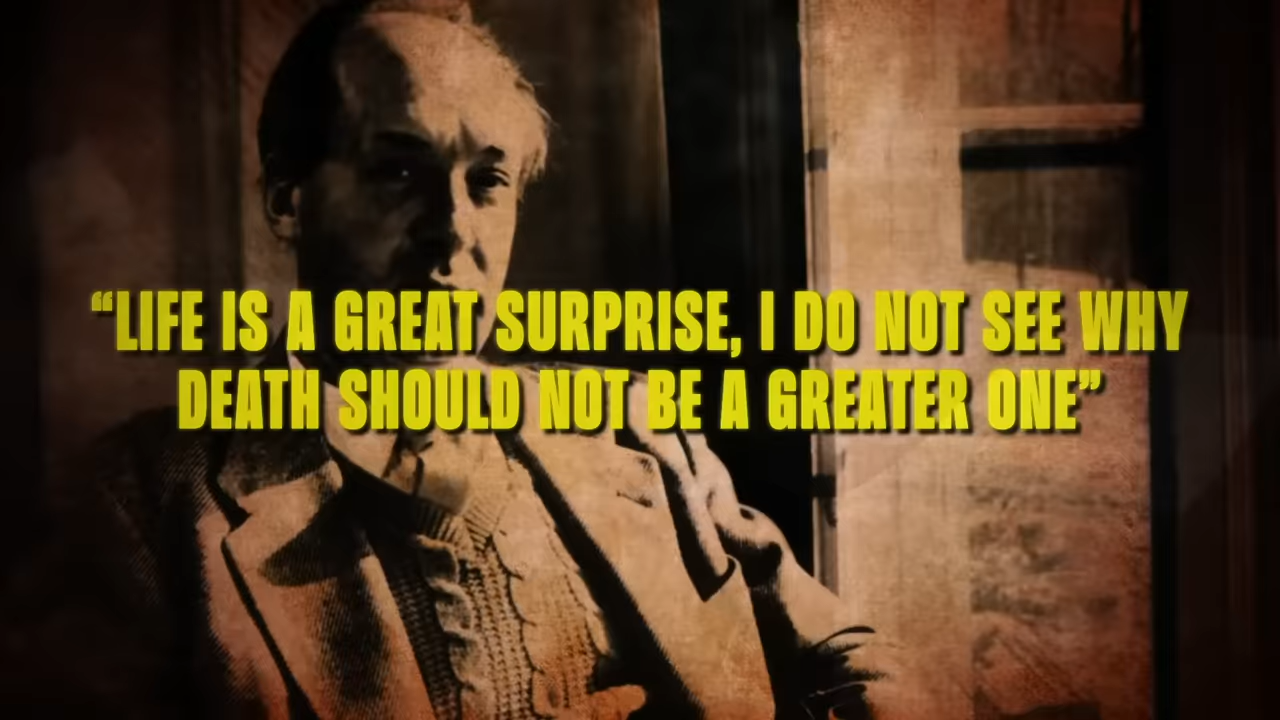 “LIFE IS A GREAT SURPRISE, I DO NOT SEE WHY
DEATH SHOULD NOT BE A GREATER ONE”